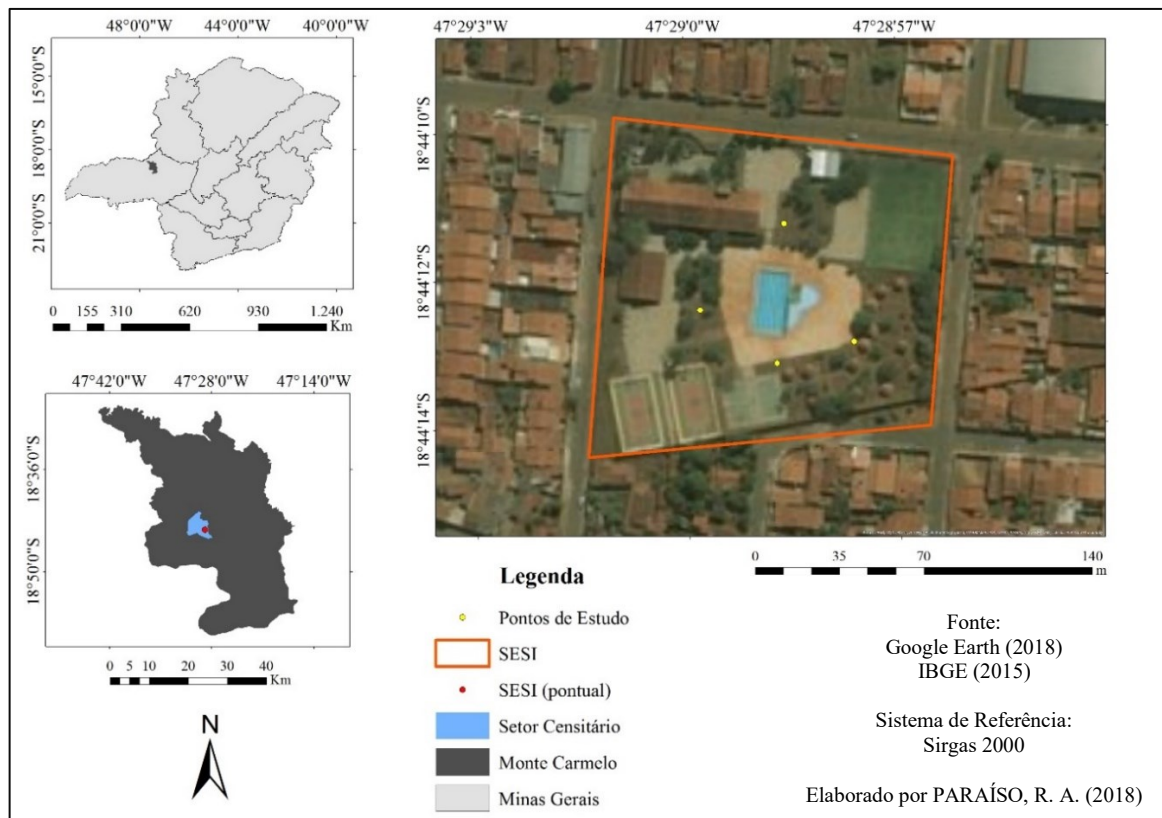 48°0'0"W 44°0'0"W 40°0'0"W
15°0'0"S
18°0'0"S
21°0'0"S
0 155 310 620 930 1.240
Km
47°42'0"W 47°28'0"W 47°14'0"W
18°36'0"S
18°50'0"S
0 5 10 20 30 40
Km
N
47°29'3"W 47°29'0"W 47°28'57"W
18°44'10"S
18°44'12"S
18°44'14"S
0 35 70 140
m
Legenda
Pontos de Estudo
SESI
SESI (pontual)
Setor Censitário
Monte Carmelo
Minas Gerais
Fonte:
Google Earth (2018)
IBGE (2015)
Sistema de Referência:
Sirgas 2000
Elaborado por PARAÍSO, R. A. (2018)